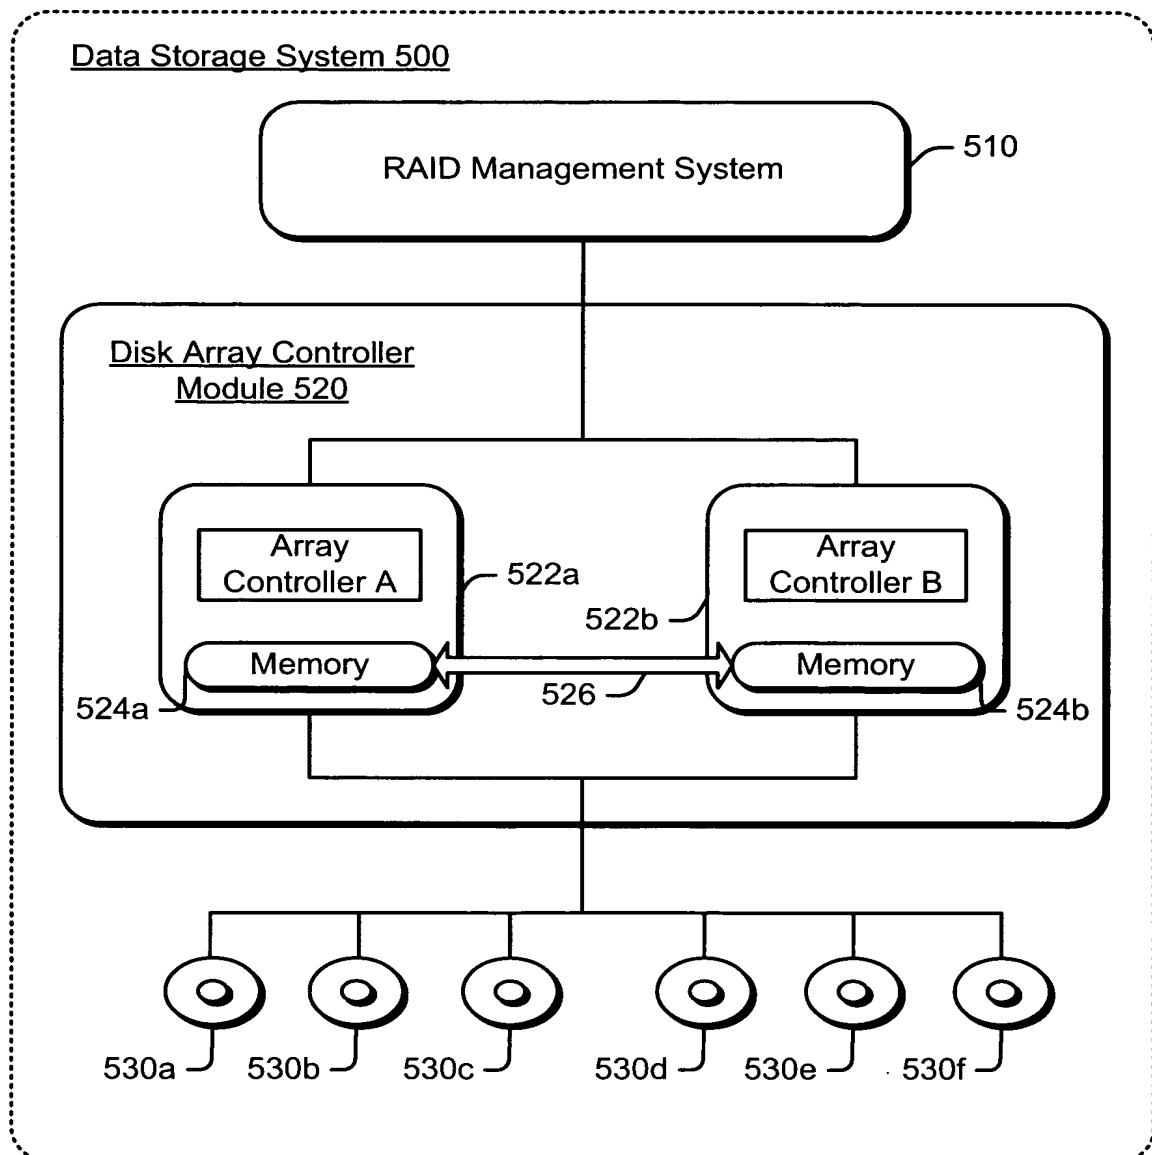 Data Storage System 500
RAID Management System
510
Disk Array Controller
Module 520
Array
Controller A
Array
Controller B
522a
522b
Memory
Memory
526
524a
524b
530a
530b
530c
530d
530e
530f